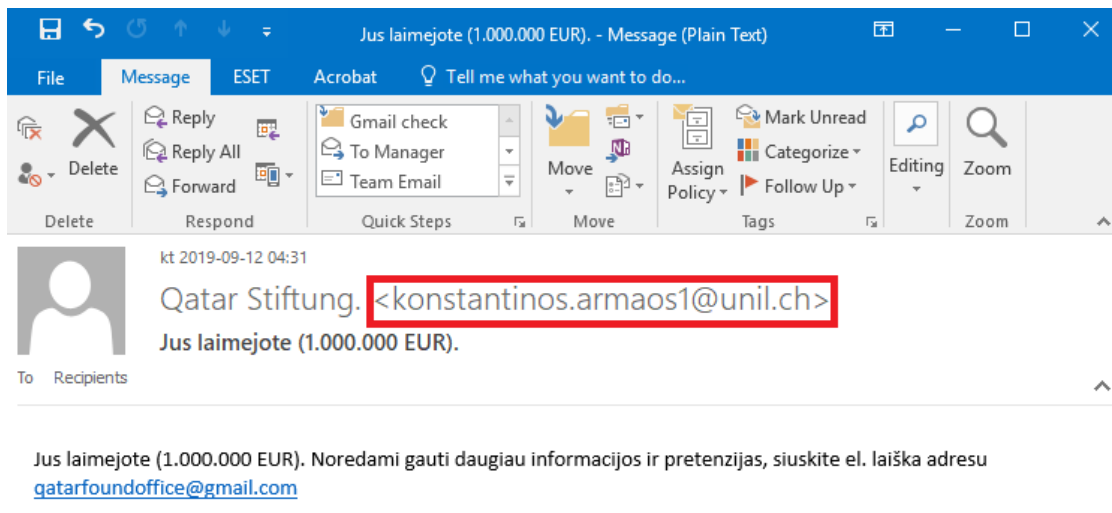 Jus laimejote (1.000.000 EUR). - Message (Plain Text)
File Message ESET Acrobat Tell me what you want to do...
Delete
Reply
Reply All
Forward
Gmail check
To Manager
Team Email
Move
Assign Policy
Mark Unread
Categorize
Follow Up
Editing
Zoom
Delete Respond Quick Steps Move Tags Zoom
kt 2019-09-12 04:31
Qatar Stiftung. <konstantinos.armaos1@unil.ch>
Jus laimejote (1.000.000 EUR).
To Recipients
Jus laimejote (1.000.000 EUR). Noredami gauti daugiau informacijos ir pretenzijas, siuskite el. laiška adresu
qatarfoundoffice@gmail.com